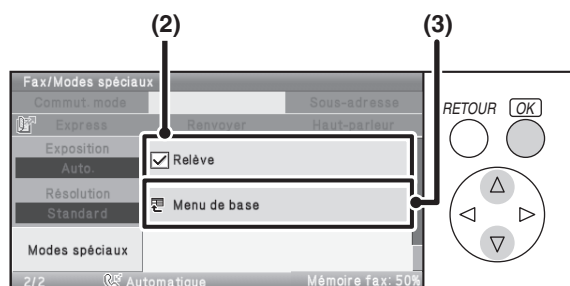 (2) (3)
Fax/Modes spéciaux
Commut. mode Sous-adresse
Express Renvoyer Haut-parleur
Exposition
Auto.
Relève
Résolution
Standard
Menu de base
Modes spéciaux
2/2 Automatique Mémoire fax: 50%
RETOUR OK